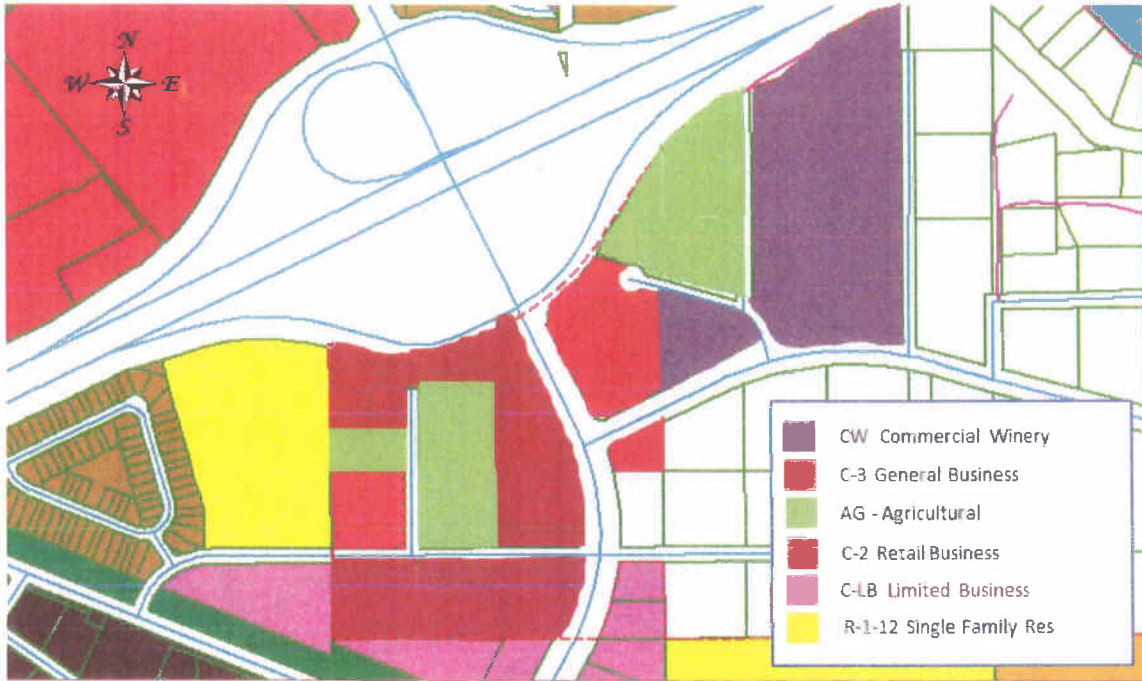 N
W E
S
CW Commercial Winery
C-3 General Business
AG - Agricultural
C-2 Retail Business
C-LB Limited Business
R-1-12 Single Family Res